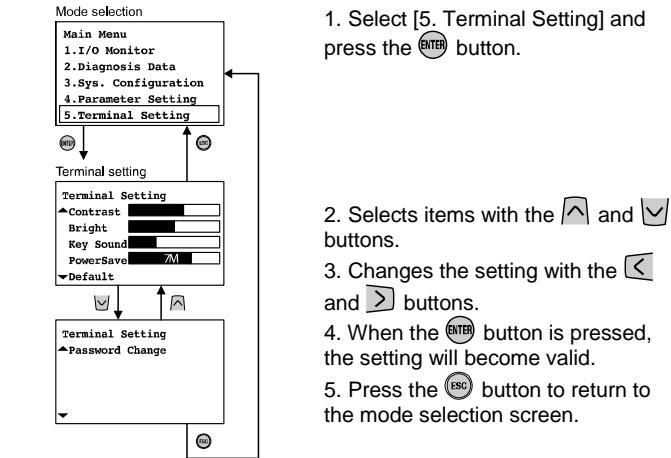 Mode selection
Main Menu
1.I/O Monitor
2.Diagnosis Data
3.Sys. Configuration
4.Parameter Setting
5.Terminal Setting
ENTER
ESC
Terminal setting
Terminal Setting
Contrast
Bright
Key Sound
PowerSave 7M
Default
Terminal Setting
Password Change
ESC
1. Select [5. Terminal Setting] and
press the ENTER button.
2. Selects items with the and
buttons.
3. Changes the setting with the
and buttons.
4. When the ENTER button is pressed,
the setting will become valid.
5. Press the ESC button to return to
the mode selection screen.